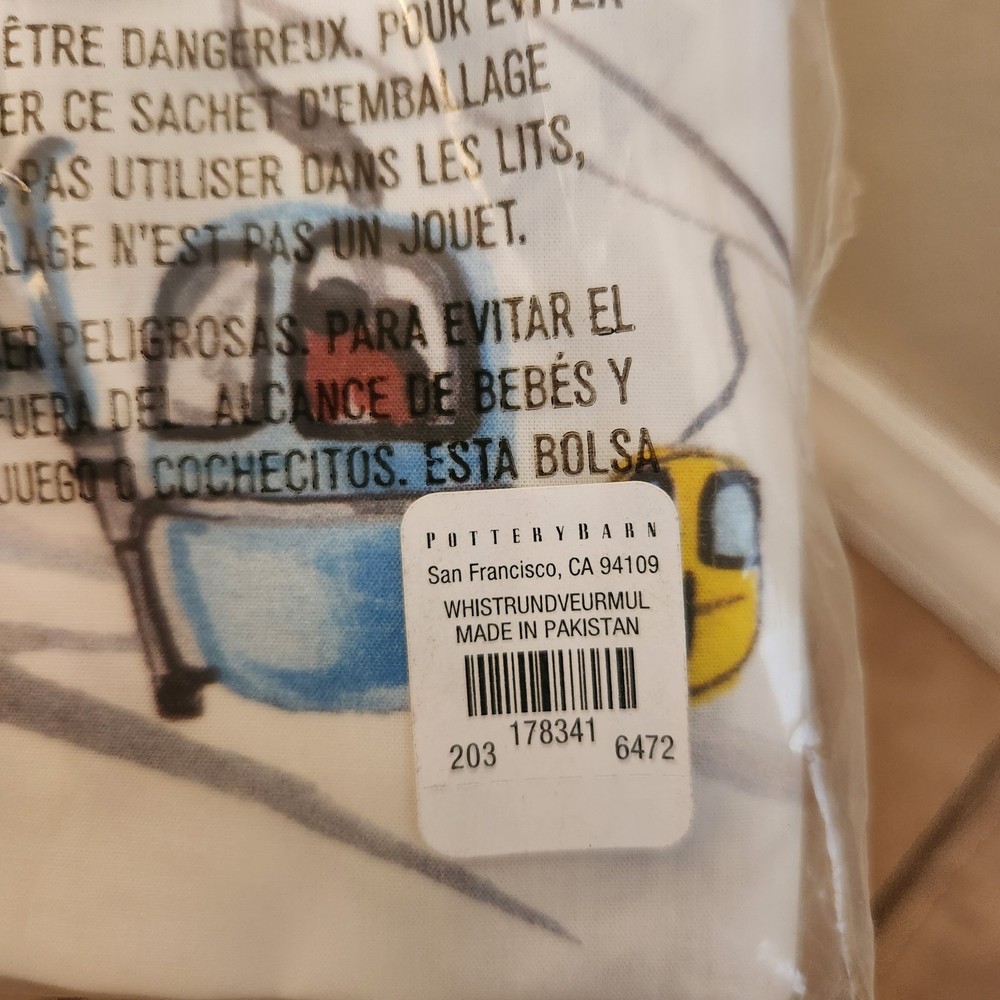 ÊTRE DANGEREUX. POUR ÉVITER
ER CE SACHET D'EMBALLAGE
PAS UTILISER DANS LES LITS,
LAGE N'EST PAS UN JOUET.
ER PELIGROSAS. PARA EVITAR EL
FUERA DEL ALCANCE DE BEBÉS Y
JUEGO O COCHECITOS. ESTA BOLSA
POTTERYBARN
San Francisco, CA 94109
WHISTRUNDVEURMUL
MADE IN PAKISTAN
178341
203 6472